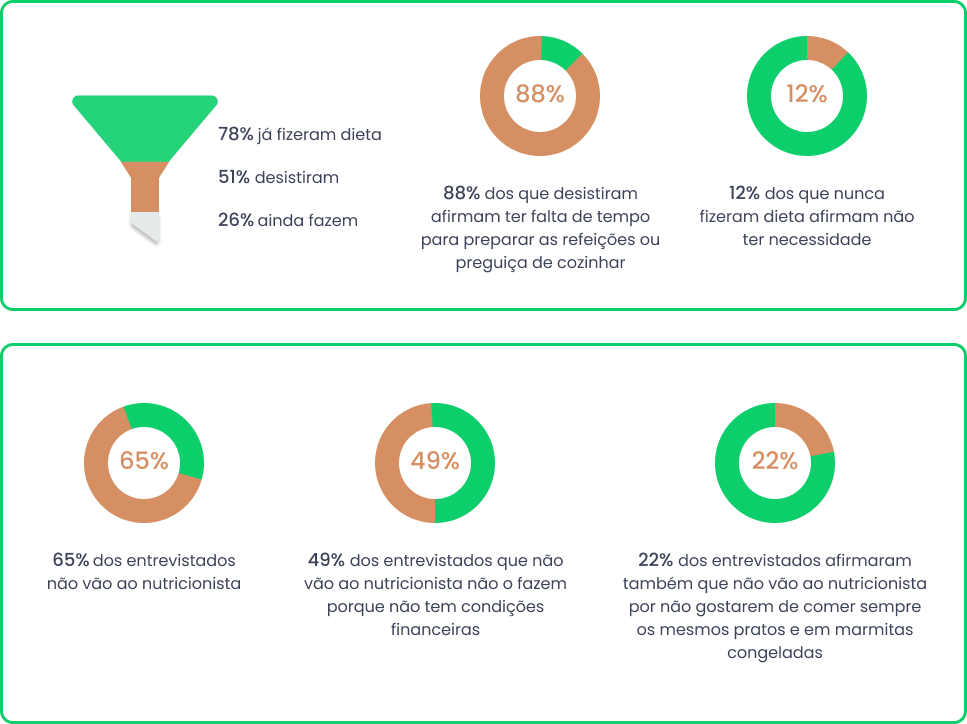 78% já fizeram dieta
51% desistiram
26% ainda fazem
88%
88% dos que desistiram
afirmam ter falta de tempo
para preparar as refeições ou
preguiça de cozinhar
12%
12% dos que nunca
fizeram dieta afirmam não
ter necessidade
65%
65% dos entrevistados
não vão ao nutricionista
49%
49% dos entrevistados que não
vão ao nutricionista não o fazem
porque não tem condições
financeiras
22%
22% dos entrevistados afirmaram
também que não vão ao nutricionista
por não gostarem de comer sempre
os mesmos pratos e em marmitas
congeladas